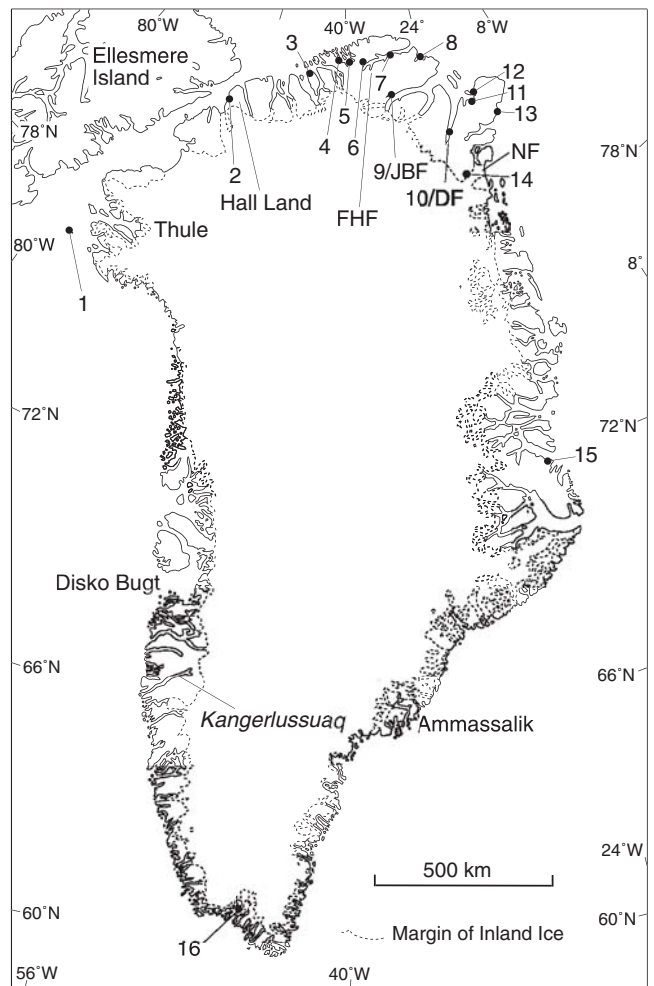 80˚W
40˚W
24˚
8˚W
Ellesmere
Island
3
7
8
12
11
13
78˚N
4
5
6
9/JBF
78˚N
NF
2
10/DF
14
Hall Land
FHF
Thule
80˚W
8˚
1
72˚N
72˚N
15
Disko Bugt
66˚N
66˚N
Kangerlussuaq
Ammassalik
24˚W
500 km
60˚N
60˚N
16
Margin of Inland Ice
56˚W
40˚W